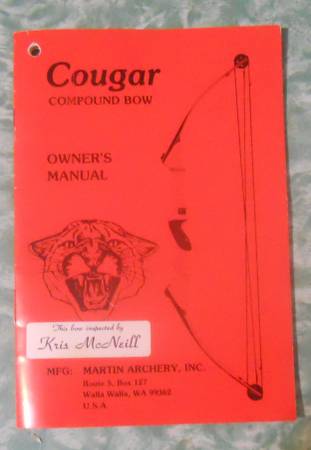 Cougar
COMPOUND BOW
OWNER'S
MANUAL
This bow inspected by
Kris McNeill
MFG: MARTIN ARCHERY, INC.
Route 5, Box 127
Walla Walla, WA 99362
U.S.A.